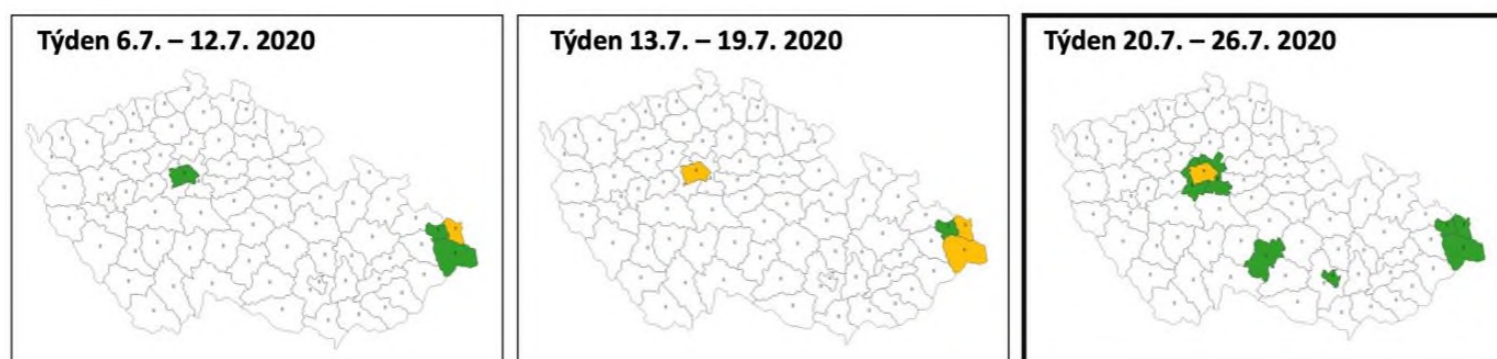 Týden 6.7. – 12.7. 2020
Týden 13.7. – 19.7. 2020
Týden 20.7. – 26.7. 2020